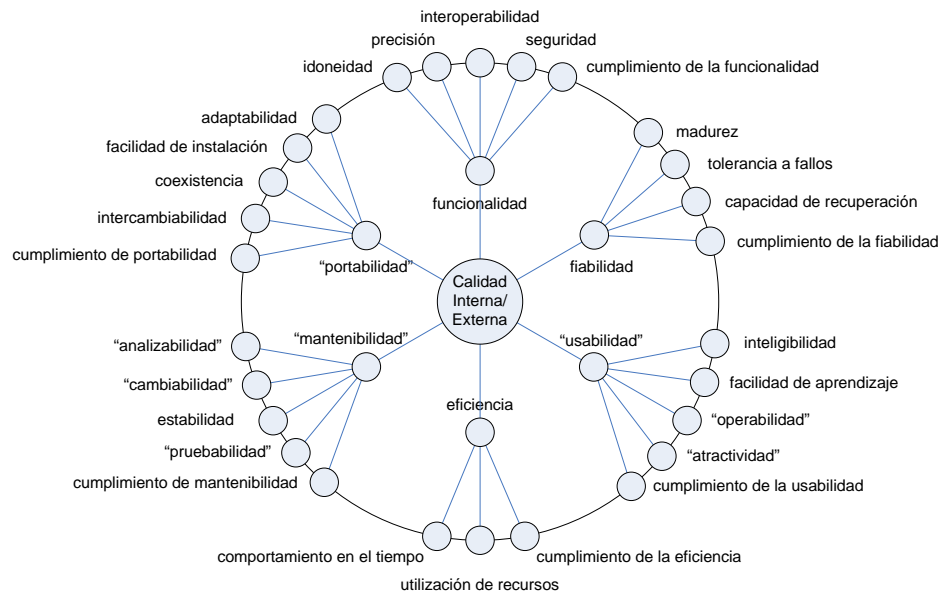 interoperabilidad
precisión
seguridad
idoneidad
cumplimiento de la funcionalidad
adaptabilidad
madurez
facilidad de instalación
tolerancia a fallos
coexistencia
capacidad de recuperación
funcionalidad
intercambiabilidad
cumplimiento de la fiabilidad
cumplimiento de portabilidad
“portabilidad”
fiabilidad
Calidad
Interna/
Externa
“mantenibilidad”
“usabilidad”
“analizabilidad”
inteligibilidad
“cambiabilidad”
facilidad de aprendizaje
eficiencia
estabilidad
“operabilidad”
“pruebabilidad”
“atractividad”
cumplimiento de mantenibilidad
cumplimiento de la usabilidad
comportamiento en el tiempo
cumplimiento de la eficiencia
utilización de recursos